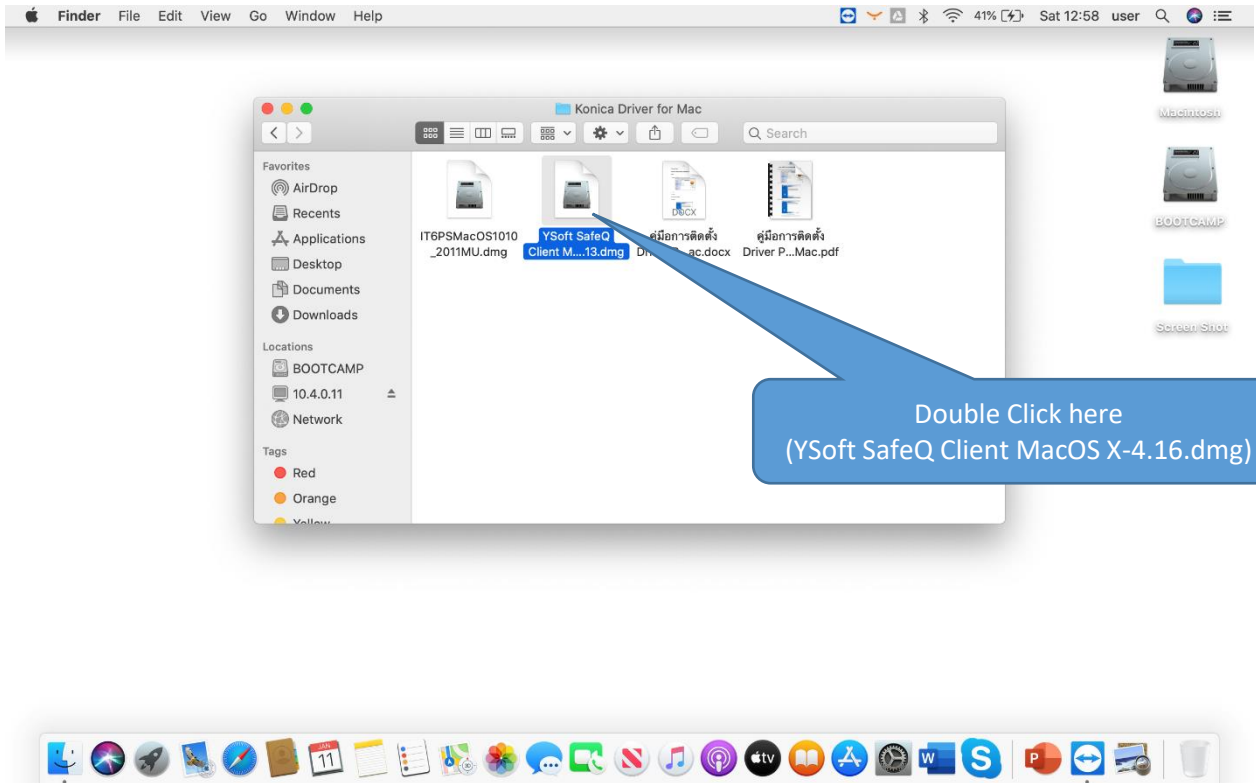 Finder File Edit View Go Window Help 41% Sat 12:58 user
Konica Driver for Mac
Search
Macintosh
BOOTCAMP
Screen Shot
Favorites
AirDrop
Recents
Applications
Desktop
Documents
Downloads
Locations
BOOTCAMP
10.4.0.11
Network
Tags
Red
Orange
Yellow
IT6PSMacOS1010
_2011MU.dmg
YSoft SafeQ
Client M....13.dmg
DOCX
คู่มือการติดตั้ง
ac.docx
คู่มือการติดตั้ง
Driver P...Mac.pdf
Double Click here
(YSoft SafeQ Client MacOS X-4.16.dmg)
JAN
11
tv
W
S
P